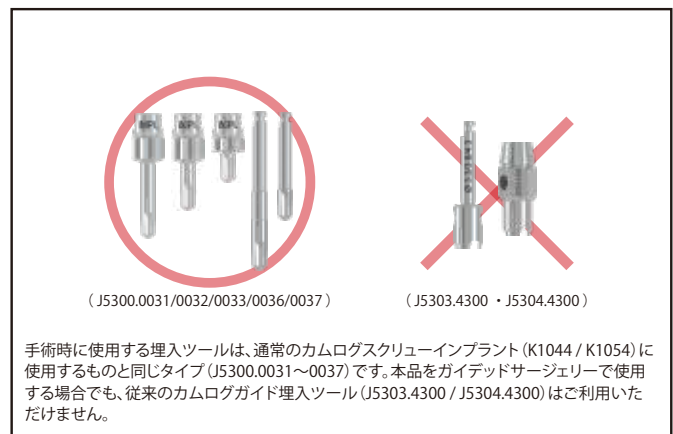 ( J5300.0031/0032/0033/0036/0037 )
( J5303.4300 ・J5304.4300 )
手術時に使用する埋入ツールは、通常のカムログスクリューインプラント(K1044 / K1054)に
使用するものと同じタイプ(J5300.0031〜0037)です。本品をガイデッドサージェリーで使用
する場合でも、従来のカムログガイド埋入ツール(J5303.4300 / J5304.4300)はご利用いた
だけません。